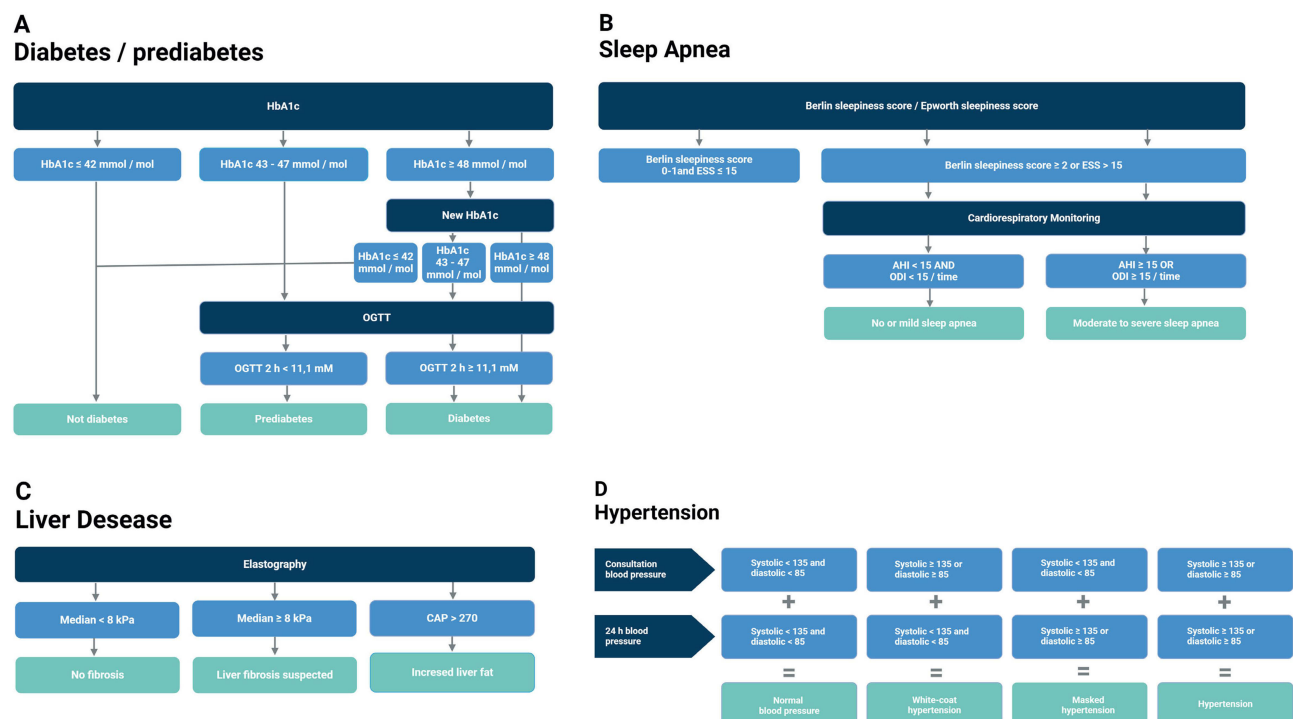 A
Diabetes / prediabetes
HbA1c
HbA1c ≤ 42 mmol / mol
HbA1c 43 - 47 mmol / mol
HbA1c ≥ 48 mmol / mol
New HbA1c
HbA1c ≤ 42
mmol / mol
HbA1c
43 - 47
mmol / mol
HbA1c ≥ 48
mmol / mol
OGTT
OGTT 2 h < 11,1 mM
OGTT 2 h ≥ 11,1 mM
Not diabetes
Prediabetes
Diabetes
B
Sleep Apnea
Berlin sleepiness score / Epworth sleepiness score
Berlin sleepiness score
0-1and ESS ≤ 15
Berlin sleepiness score ≥ 2 or ESS > 15
Cardiorespiratory Monitoring
AHI < 15 AND
ODI < 15 / time
AHI ≥ 15 OR
ODI ≥ 15 / time
No or mild sleep apnea
Moderate to severe sleep apnea
C
Liver Desease
Elastography
Median < 8 kPa
Median ≥ 8 kPa
CAP > 270
No fibrosis
Liver fibrosis suspected
Incresed liver fat
D
Hypertension
Consultation
blood pressure
Systolic < 135 and
diastolic < 85
Systolic ≥ 135 or
diastolic ≥ 85
Systolic < 135 and
diastolic < 85
Systolic ≥ 135 or
diastolic ≥ 85
+
+
+
+
24 h blood
pressure
Systolic < 135 and
diastolic < 85
Systolic < 135 and
diastolic < 85
Systolic ≥ 135 or
diastolic ≥ 85
Systolic ≥ 135 or
diastolic ≥ 85
=
=
=
=
Normal
blood pressure
White-coat
hypertension
Masked
hypertension
Hypertension